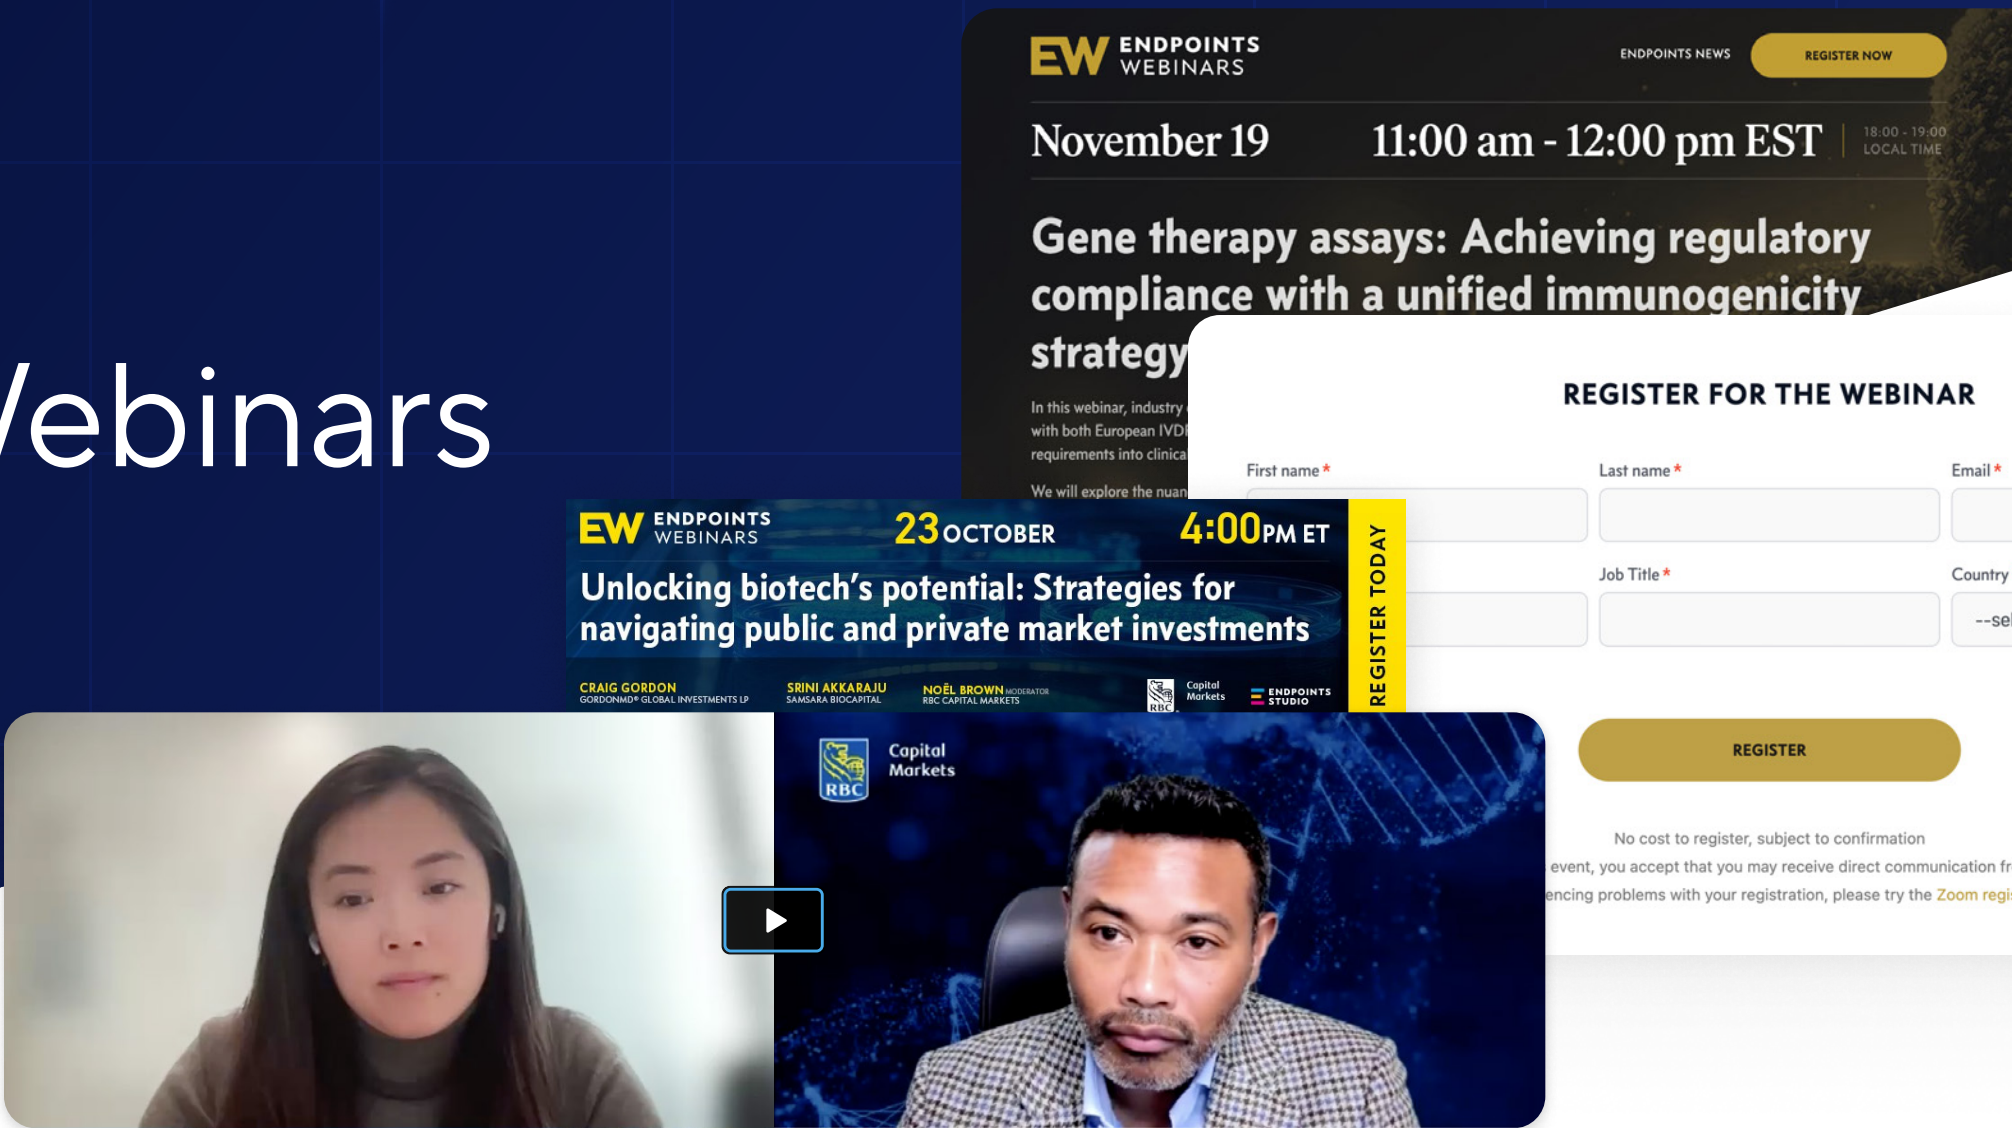 Webinars
EW ENDPOINTS
WEBINARS
ENDPOINTS NEWS
REGISTER NOW
November 19
11:00 am - 12:00 pm EST
18:00 - 19:00
LOCAL TIME
Gene therapy assays: Achieving regulatory
compliance with a unified immunogenicity
strategy
In this webinar, industry
with both European IVD
requirements into clinica
We will explore the nuan
REGISTER FOR THE WEBINAR
First name *
Last name *
Email *
Job Title *
Country
--sel
REGISTER
No cost to register, subject to confirmation
event, you accept that you may receive direct communication fr
encing problems with your registration, please try the Zoom regis
EW ENDPOINTS
WEBINARS
23 OCTOBER
4:00 PM ET
Unlocking biotech's potential: Strategies for
navigating public and private market investments
CRAIG GORDON
GORDONMD® GLOBAL INVESTMENTS LP
SRINI AKKARAJU
SAMSARA BIOCAPITAL
NOËL BROWN MODERATOR
RBC CAPITAL MARKETS
RBC
Capital
Markets
ENDPOINTS
STUDIO
REGISTER TODAY
RBC
Capital
Markets